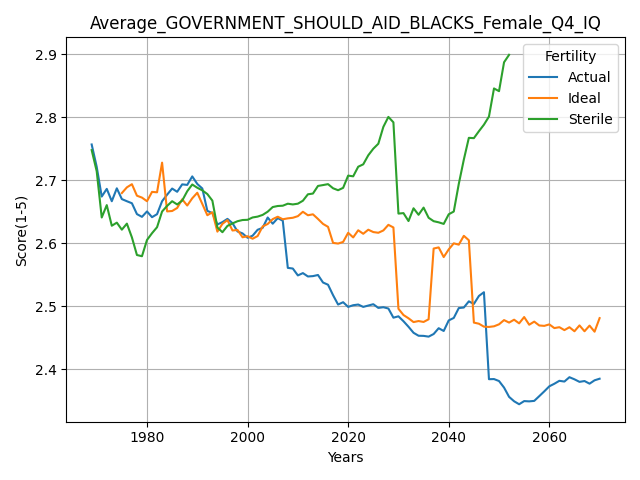 Average_GOVERNMENT_SHOULD_AID_BLACKS_Female_Q4_IQ
Fertility
Actual
Ideal
Sterile
Score(1-5)
2.9
2.8
2.7
2.6
2.5
2.4
1980 2000 2020 2040 2060
Years